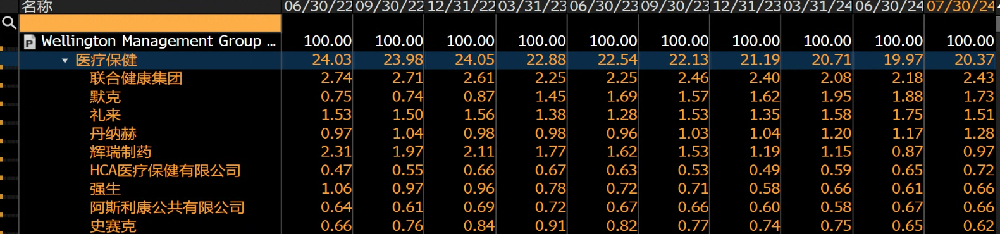 名称 06/30/22 09/30/22 12/31/22 03/31/23 06/30/23 09/30/23 12/31/23 03/31/24 06/30/24 07/30/24
Wellington Management Group ... 100.00 100.00 100.00 100.00 100.00 100.00 100.00 100.00 100.00 100.00
医疗保健 24.03 23.98 24.05 22.88 22.54 22.13 21.19 20.71 19.97 20.37
联合健康集团 2.74 2.71 2.61 2.25 2.25 2.46 2.40 2.08 2.18 2.43
默克 0.75 0.74 0.87 1.45 1.69 1.57 1.62 1.95 1.88 1.73
礼来 1.53 1.50 1.56 1.38 1.28 1.53 1.35 1.58 1.75 1.51
丹纳赫 0.97 1.04 0.98 0.98 0.96 1.03 1.04 1.20 1.17 1.28
辉瑞制药 2.31 1.97 2.11 1.77 1.62 1.53 1.19 1.15 0.87 0.97
HCA医疗保健有限公司 0.47 0.55 0.66 0.67 0.63 0.53 0.49 0.59 0.65 0.72
强生 1.06 0.97 0.96 0.78 0.72 0.71 0.58 0.66 0.61 0.66
阿斯利康公共有限公司 0.64 0.61 0.69 0.72 0.67 0.66 0.60 0.58 0.67 0.66
史赛克 0.66 0.76 0.84 0.91 0.82 0.77 0.74 0.75 0.65 0.62